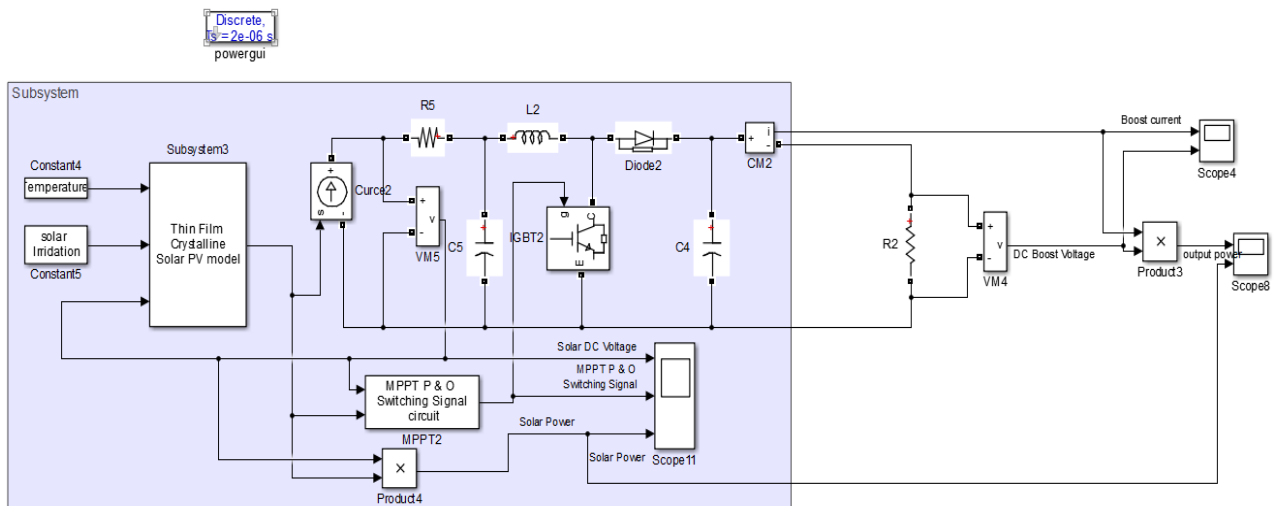 Discrete,
Ts = 2e-06 s
powergui
Subsystem
R5
L2
Constant4
Temperature
Subsystem3
Thin Film
Crystalline
Solar PV model
solar
Irridation
Constant5
s
+
-
Curce2
+
v
-
VM5
C5
g
C
E
IGBT2
Diode2
C4
+
i
-
CM2
Boost current
Scope4
R2
+
v
-
VM4
DC Boost Voltage
×
Product3
output power
Scope8
Solar DC Voltage
MPPT P & O
Switching Signal
MPPT P & O
Switching Signal
circuit
MPPT2
Solar Power
Solar Power
Scope11
×
Product4